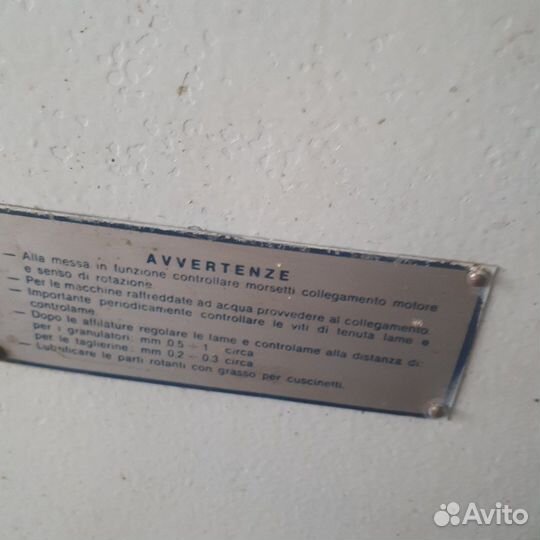 AVVERTENZE
— Alla messa in funzione controllare morsetti collegamento motore
e senso di rotazione.
— Per le macchine raffreddate ad acqua provvedere al collegamento.
— Importante periodicamente controllare le viti di tenuta lame e
controlame.
— Dopo le affilature regolare le lame e controlame alla distanza di:
per i granulatori: mm 0.5 ÷ 1 circa
per le taglierine: mm 0.2 ÷ 0.3 circa
— Lubrificare le parti rotanti con grasso per cuscinetti.
Avito